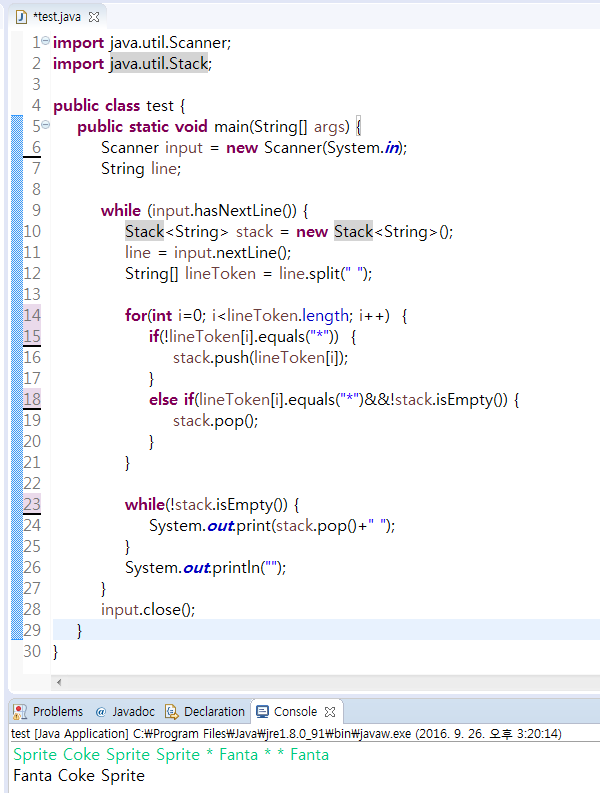 *test.java
1 import java.util.Scanner;
2 import java.util.Stack;
3
4 public class test {
5 public static void main(String[] args) {
6 Scanner input = new Scanner(System.in);
7 String line;
8
9 while (input.hasNextLine()) {
10 Stack<String> stack = new Stack<String>();
11 line = input.nextLine();
12 String[] lineToken = line.split(" ");
13
14 for(int i=0; i<lineToken.length; i++) {
15 if(!lineToken[i].equals("*")) {
16 stack.push(lineToken[i]);
17 }
18 else if(lineToken[i].equals("*")&&!stack.isEmpty()) {
19 stack.pop();
20 }
21 }
22
23 while(!stack.isEmpty()) {
24 System.out.print(stack.pop()+" ");
25 }
26 System.out.println("");
27 }
28 input.close();
29 }
30 }
Problems @ Javadoc Declaration Console
test [Java Application] C:₩Program Files₩Java₩jre1.8.0_91₩bin₩javaw.exe (2016. 9. 26. 오후 3:20:14)
Sprite Coke Sprite Sprite * Fanta * * Fanta
Fanta Coke Sprite